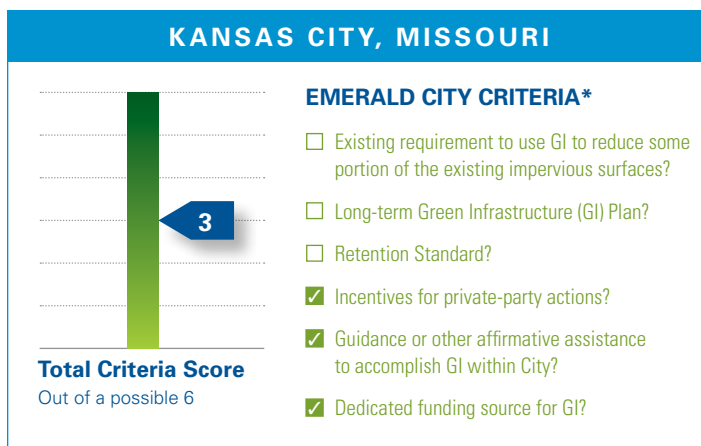 KANSAS CITY, MISSOURI
EMERALD CITY CRITERIA*
Existing requirement to use GI to reduce some
portion of the existing impervious surfaces?
Long-term Green Infrastructure (GI) Plan?
Retention Standard?
Incentives for private-party actions?
Guidance or other affirmative assistance
to accomplish GI within City?
Dedicated funding source for GI?
3
Total Criteria Score
Out of a possible 6